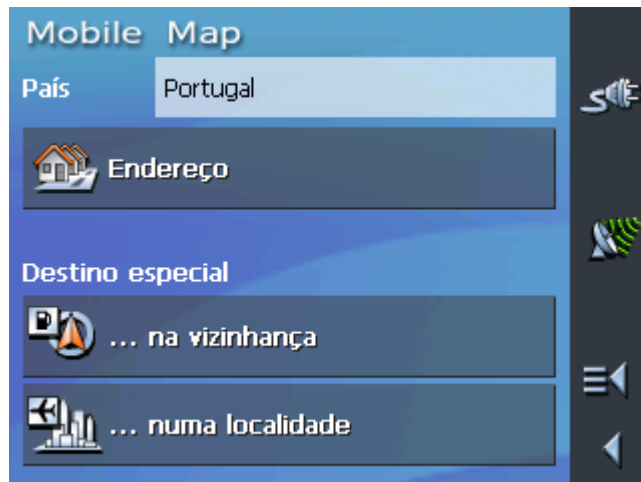 Mobile Map
País Portugal
Endereço
Destino especial
... na vizinhança
... numa localidade